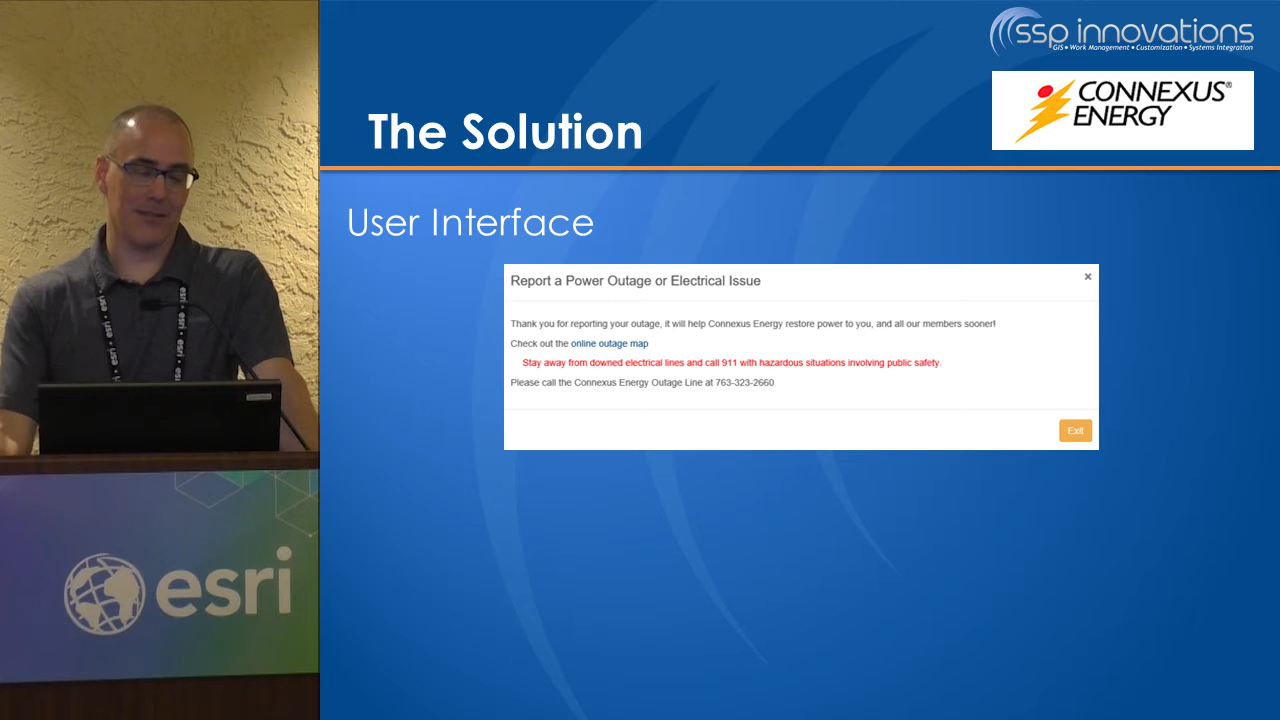 ssp innovations
GIS • Work Management • Customization • Systems Integration
CONNEXUS®
ENERGY
The Solution
User Interface
Report a Power Outage or Electrical Issue
×
Thank you for reporting your outage, it will help Connexus Energy restore power to you, and all our members sooner!
Check out the online outage map
Stay away from downed electrical lines and call 911 with hazardous situations involving public safety.
Please call the Connexus Energy Outage Line at 763-323-2660
Exit
esri
esri
esri